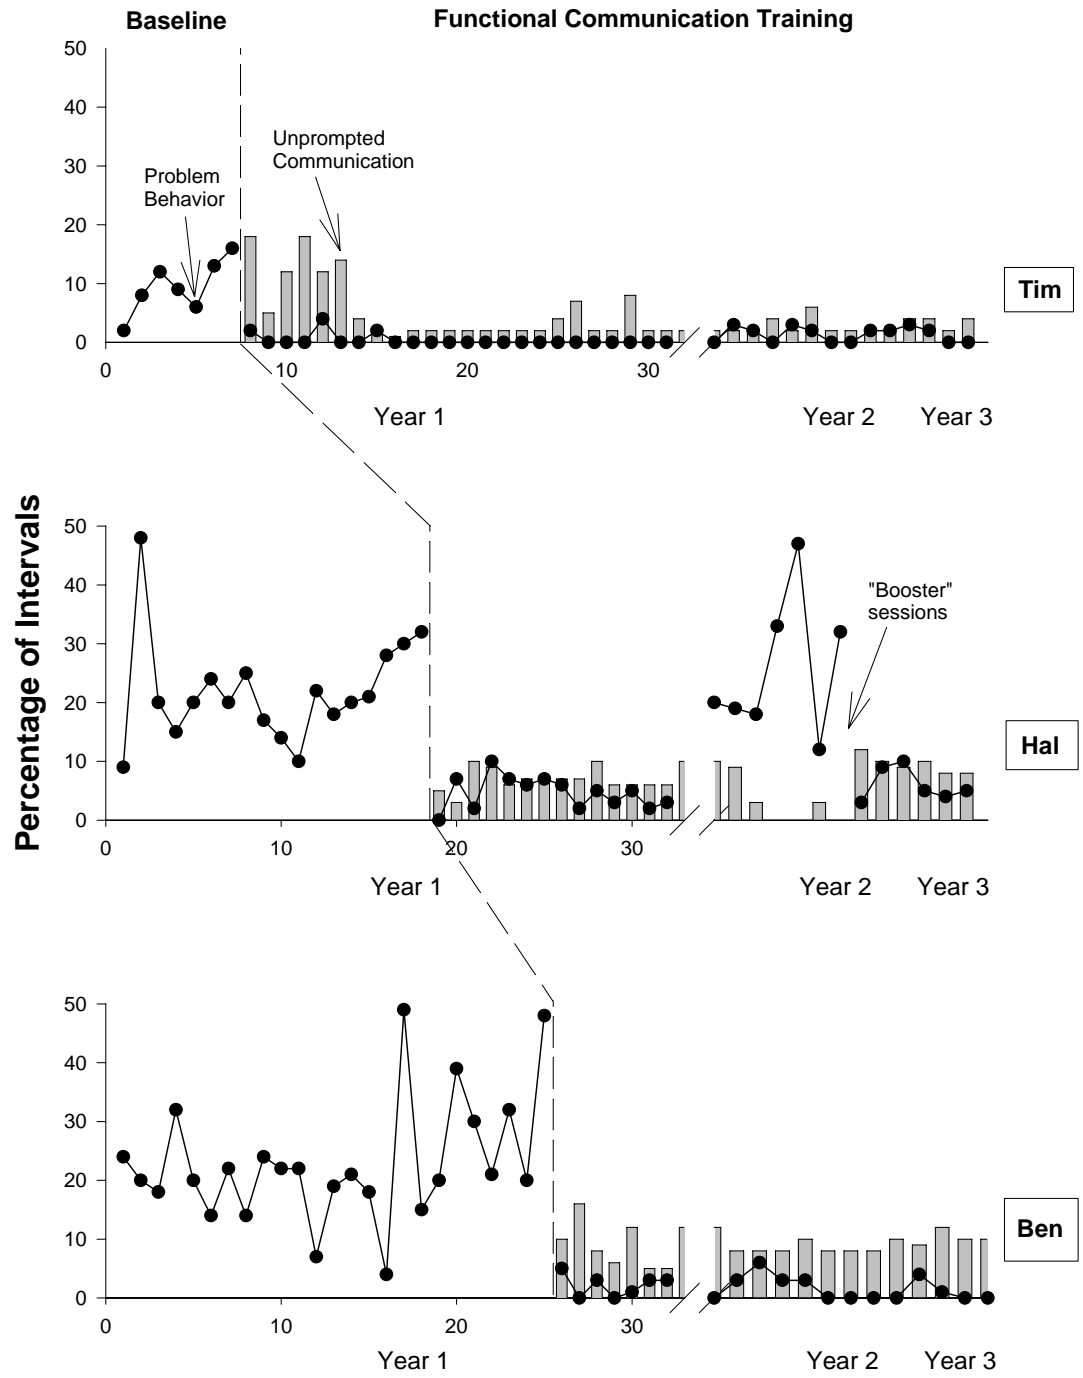 Baseline
Functional Communication Training
50
40
30
20
10
0
Problem
Behavior
Unprompted
Communication
Tim
0
10
20
30
Year 1
Year 2
Year 3
Percentage of Intervals
50
40
30
20
10
0
"Booster"
sessions
Hal
0
10
20
30
Year 1
Year 2
Year 3
50
40
30
20
10
0
Ben
0
10
20
30
Year 1
Year 2
Year 3